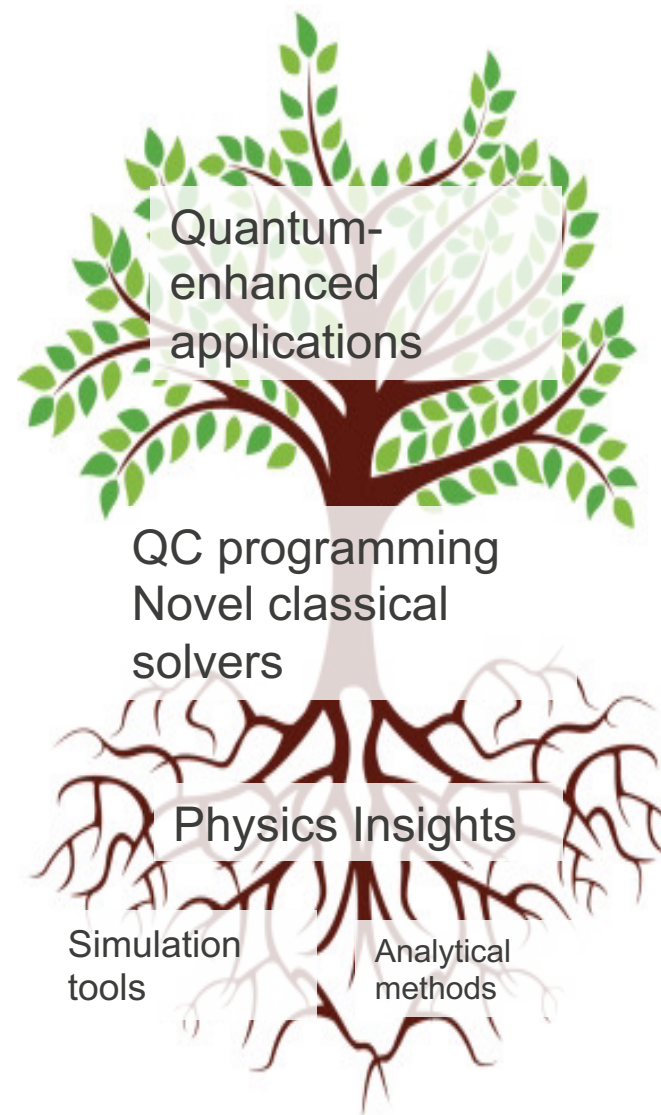 Quantum-
enhanced
applications
QC programming
Novel classical
solvers
Physics Insights
Simulation
tools
Analytical
methods